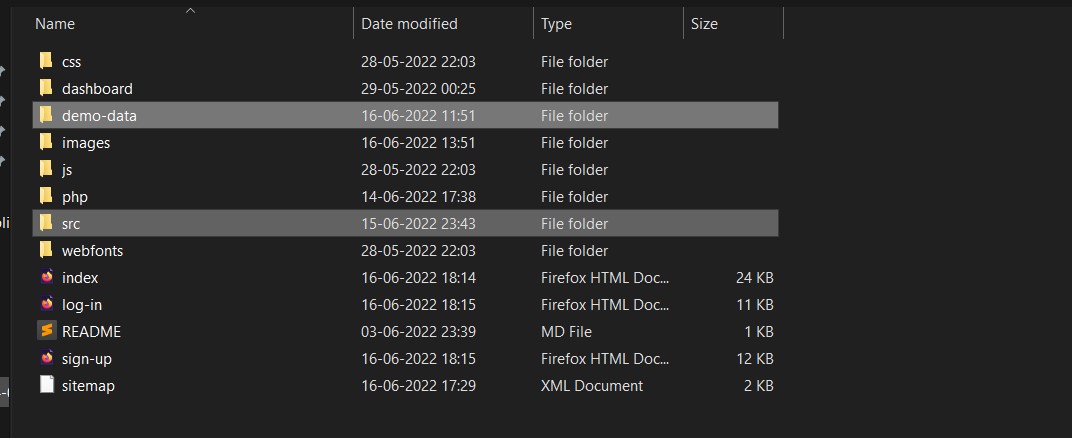 Name Date modified Type Size
css 28-05-2022 22:03 File folder
dashboard 29-05-2022 00:25 File folder
demo-data 16-06-2022 11:51 File folder
images 16-06-2022 13:51 File folder
js 28-05-2022 22:03 File folder
php 14-06-2022 17:38 File folder
src 15-06-2022 23:43 File folder
webfonts 28-05-2022 22:03 File folder
index 16-06-2022 18:14 Firefox HTML Doc... 24 KB
log-in 16-06-2022 18:15 Firefox HTML Doc... 11 KB
README 03-06-2022 23:39 MD File 1 KB
sign-up 16-06-2022 18:15 Firefox HTML Doc... 12 KB
sitemap 16-06-2022 17:29 XML Document 2 KB